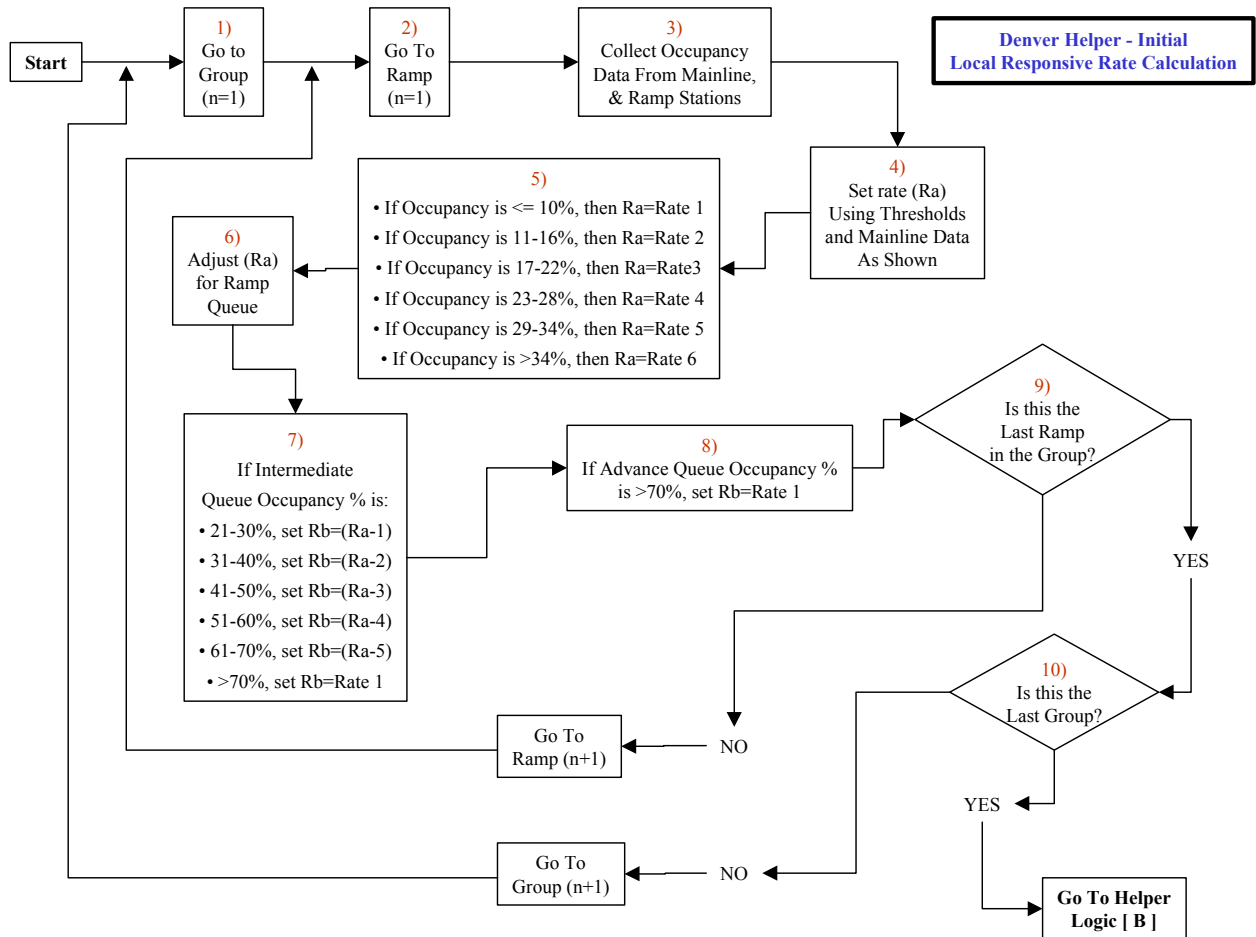 Denver Helper - Initial
Local Responsive Rate Calculation
Start
1)
Go to
Group
(n=1)
2)
Go To
Ramp
(n=1)
3)
Collect Occupancy
Data From Mainline,
& Ramp Stations
4)
Set rate (Ra)
Using Thresholds
and Mainline Data
As Shown
5)
• If Occupancy is <= 10%, then Ra=Rate 1
• If Occupancy is 11-16%, then Ra=Rate 2
• If Occupancy is 17-22%, then Ra=Rate3
• If Occupancy is 23-28%, then Ra=Rate 4
• If Occupancy is 29-34%, then Ra=Rate 5
• If Occupancy is >34%, then Ra=Rate 6
6)
Adjust (Ra)
for Ramp
Queue
7)
If Intermediate
Queue Occupancy % is:
• 21-30%, set Rb=(Ra-1)
• 31-40%, set Rb=(Ra-2)
• 41-50%, set Rb=(Ra-3)
• 51-60%, set Rb=(Ra-4)
• 61-70%, set Rb=(Ra-5)
• >70%, set Rb=Rate 1
8)
If Advance Queue Occupancy %
is >70%, set Rb=Rate 1
9)
Is this the
Last Ramp
in the Group?
YES
NO
Go To
Ramp (n+1)
10)
Is this the
Last Group?
YES
NO
Go To
Group (n+1)
Go To Helper
Logic [ B ]